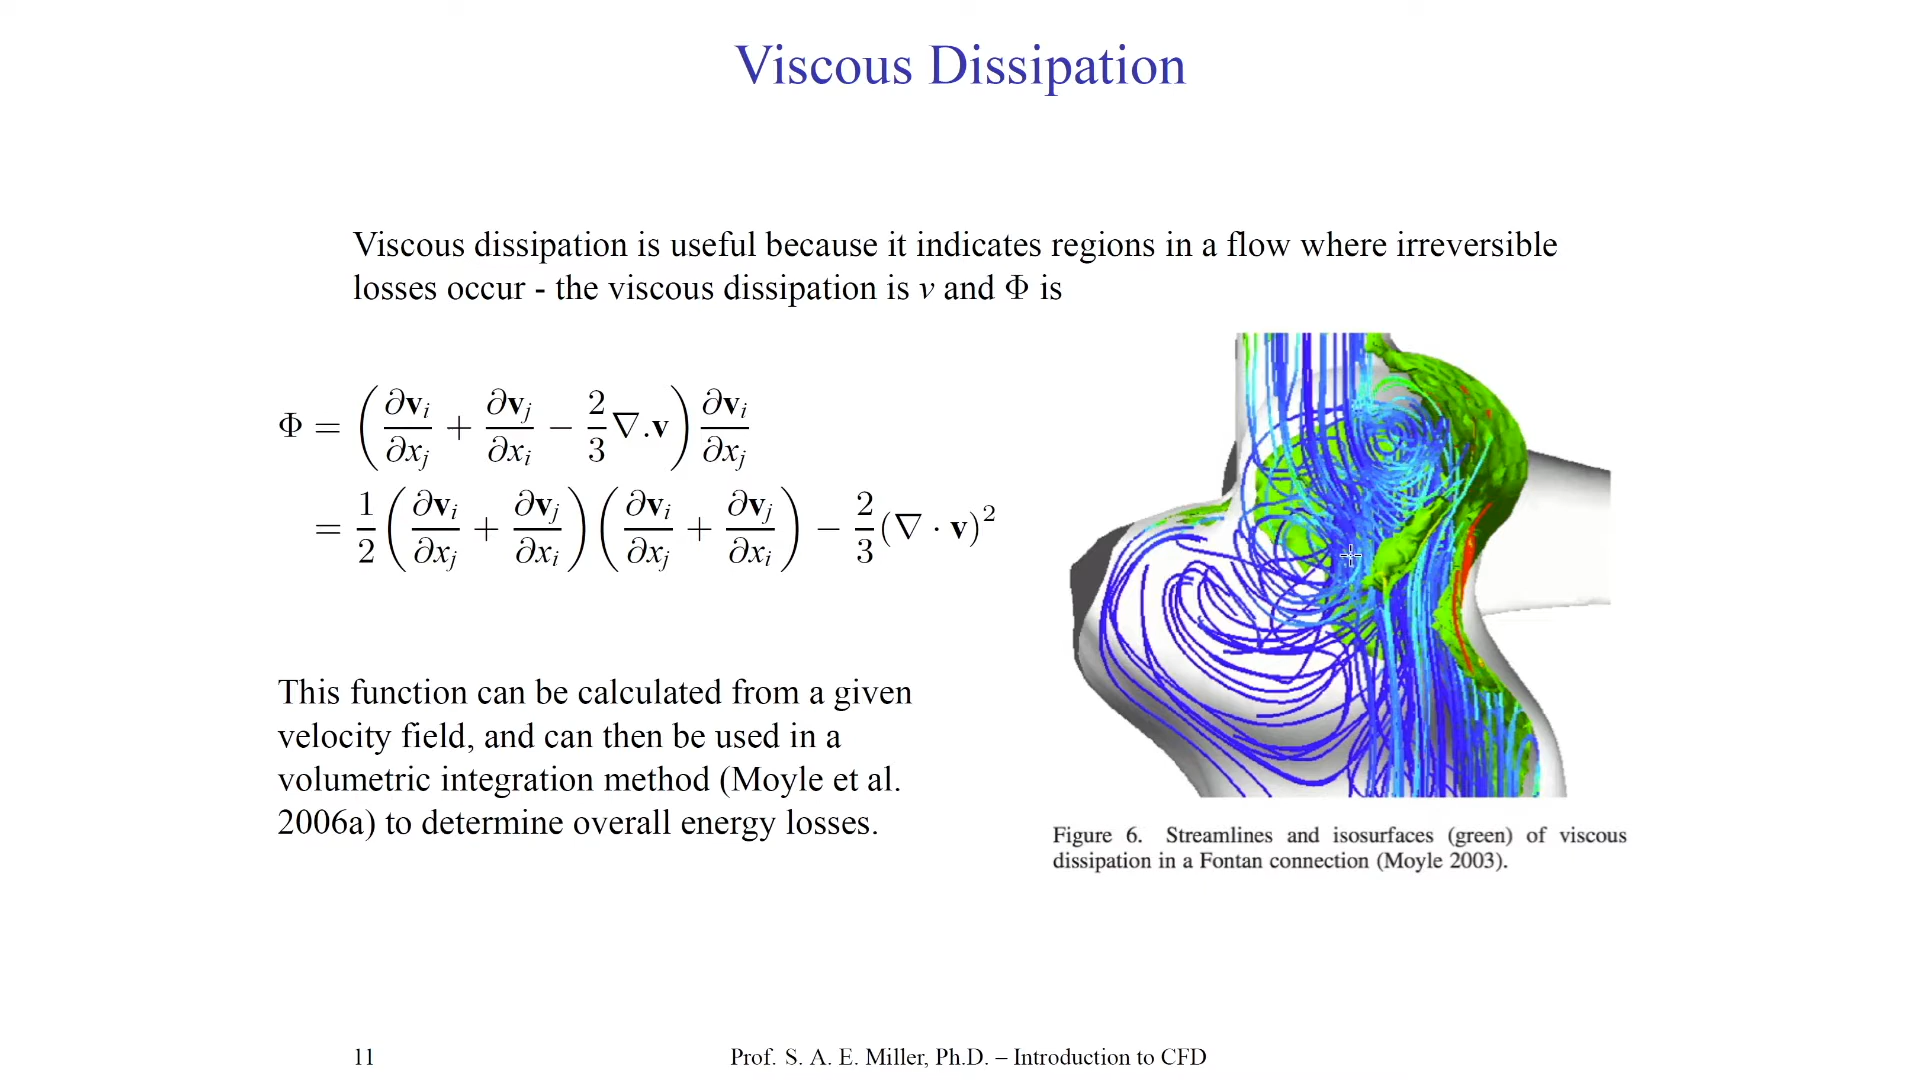 Viscous Dissipation
Viscous dissipation is useful because it indicates regions in a flow where irreversible
losses occur - the viscous dissipation is v and Φ is
Φ = (∂v_i/∂x_j + ∂v_j/∂x_i − 2/3 ∇.v) ∂v_i/∂x_j
= 1/2 (∂v_i/∂x_j + ∂v_j/∂x_i) (∂v_i/∂x_j + ∂v_j/∂x_i) − 2/3 (∇ · v)²
This function can be calculated from a given
velocity field, and can then be used in a
volumetric integration method (Moyle et al.
2006a) to determine overall energy losses.
Figure 6. Streamlines and isosurfaces (green) of viscous
dissipation in a Fontan connection (Moyle 2003).
11
Prof. S. A. E. Miller, Ph.D. – Introduction to CFD